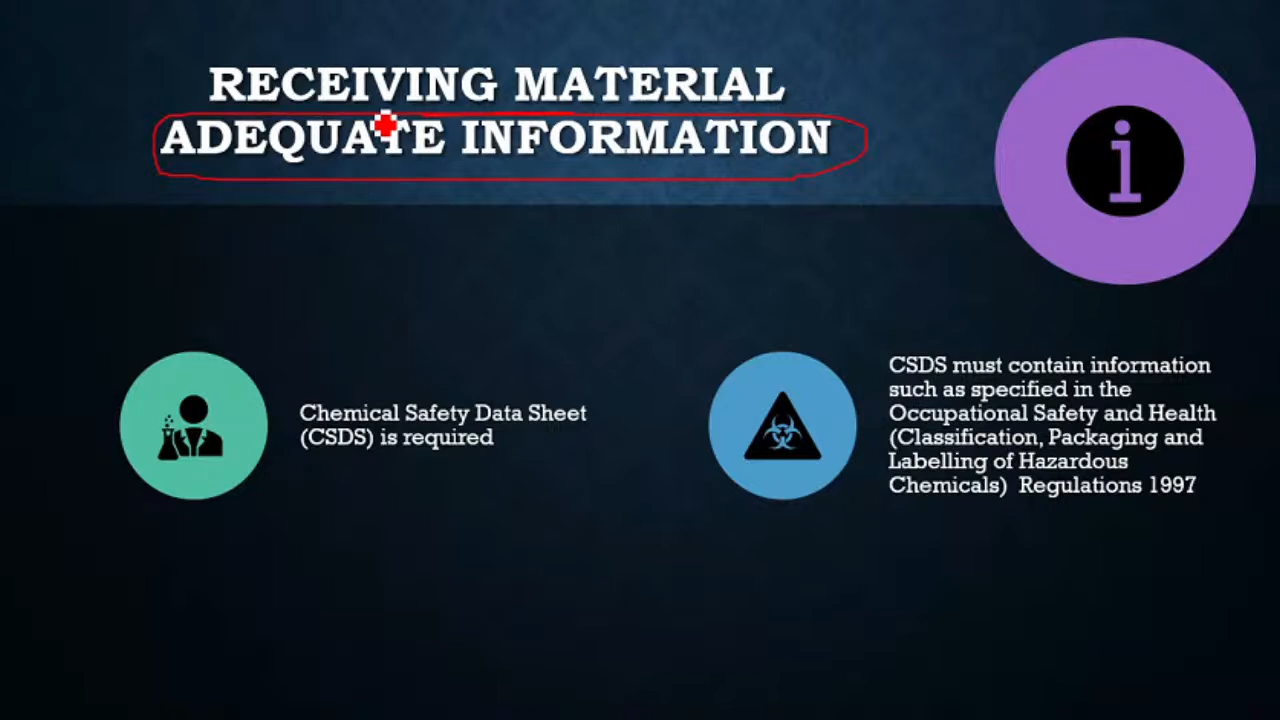 RECEIVING MATERIAL
ADEQUATE INFORMATION
i
Chemical Safety Data Sheet
(CSDS) is required
CSDS must contain information
such as specified in the
Occupational Safety and Health
(Classification, Packaging and
Labelling of Hazardous
Chemicals) Regulations 1997